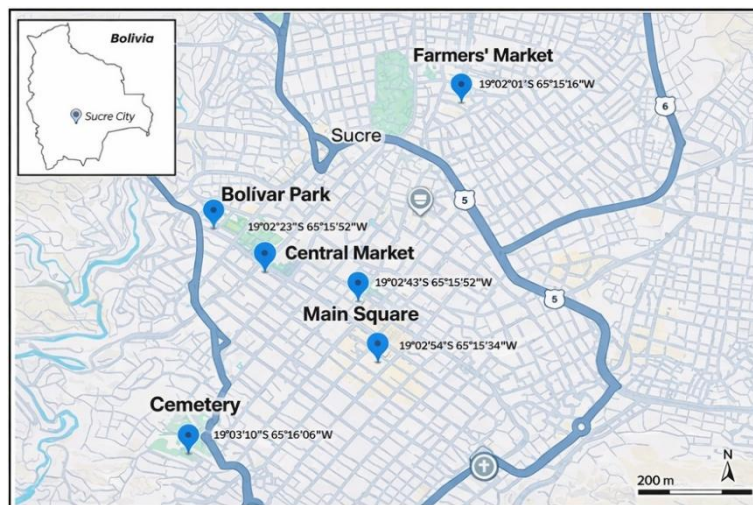 Bolivia
Sucre City
Farmers' Market
19°02'01'S 65°15'16"W
6
Sucre
Bolívar Park
5
19°02'23"S 65°15'52"W
Central Market
19°02'43"S 65°15'52"W
5
Main Square
19°02'54"S 65°15'34"W
Cemetery
19°03'10"S 65°16'06"W
N
200 m